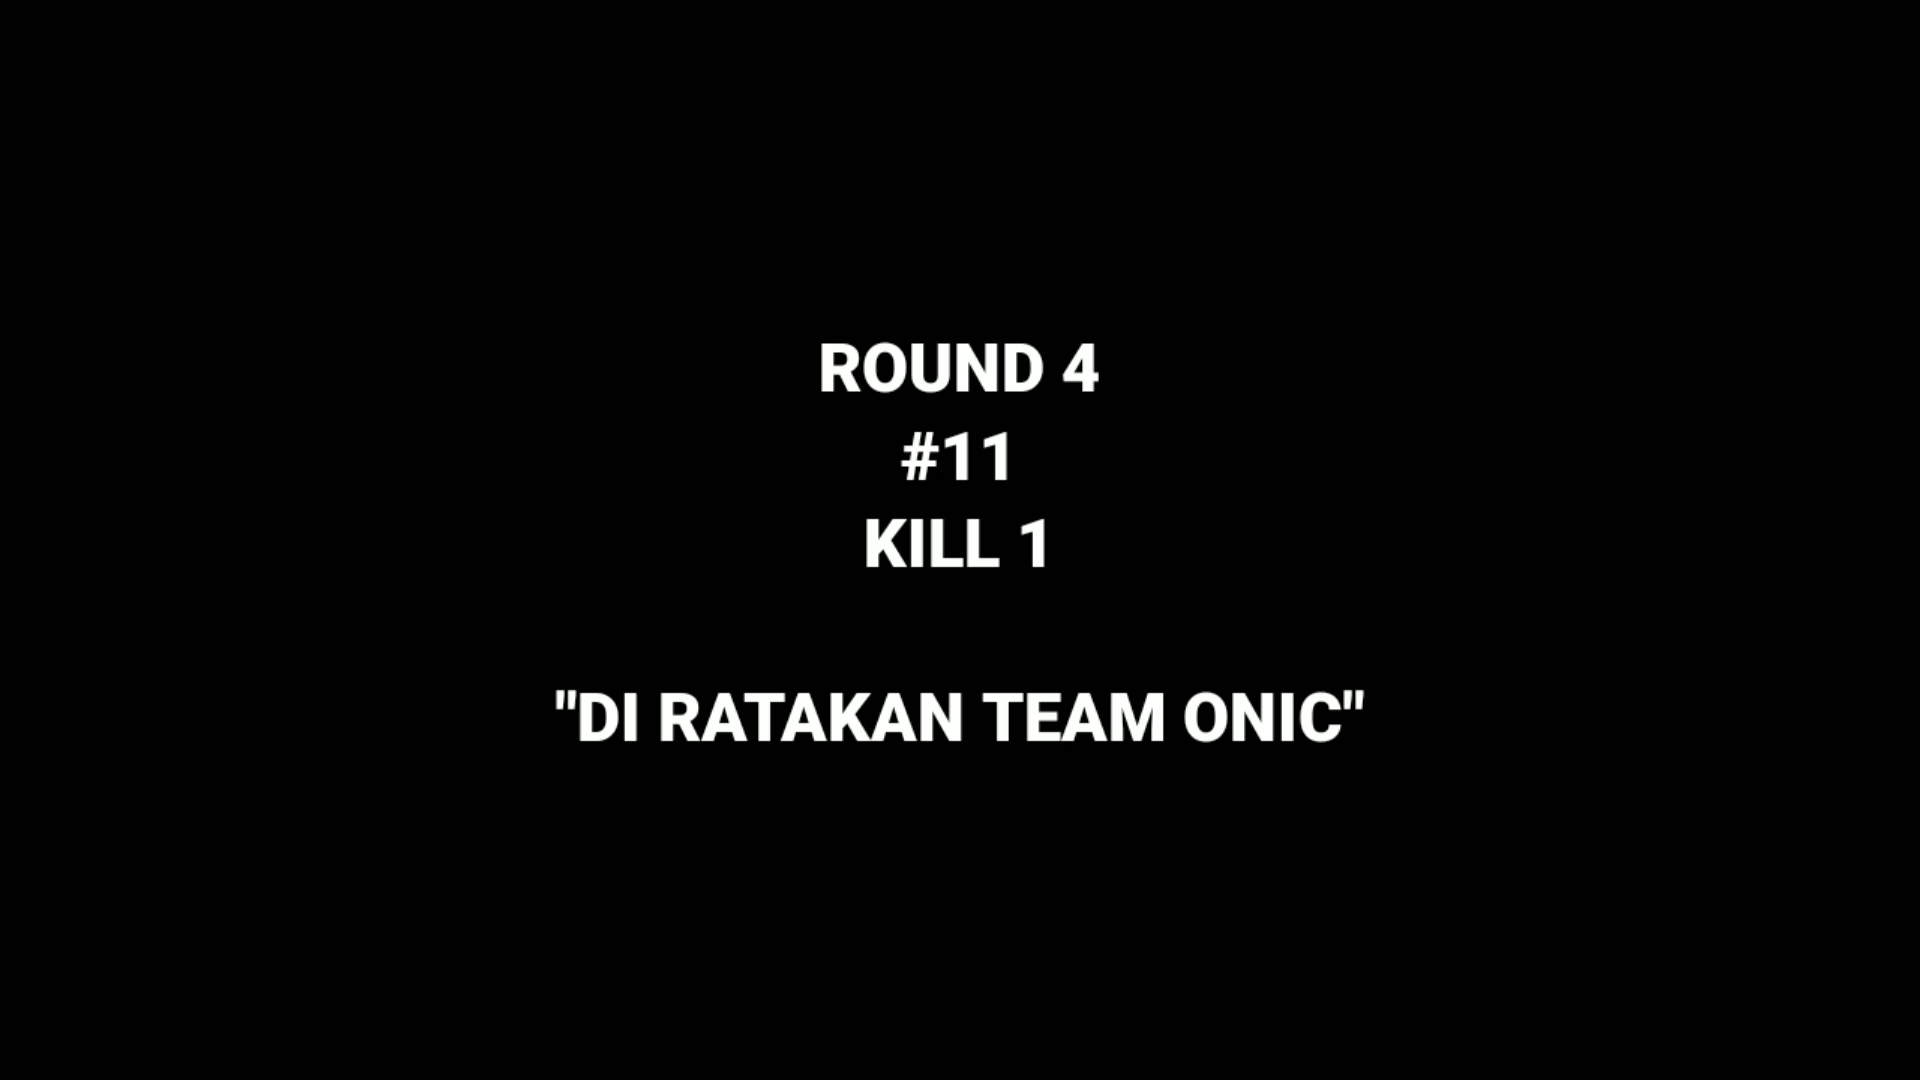 ROUND 4
#11
KILL 1
"DI RATAKAN TEAM ONIC"